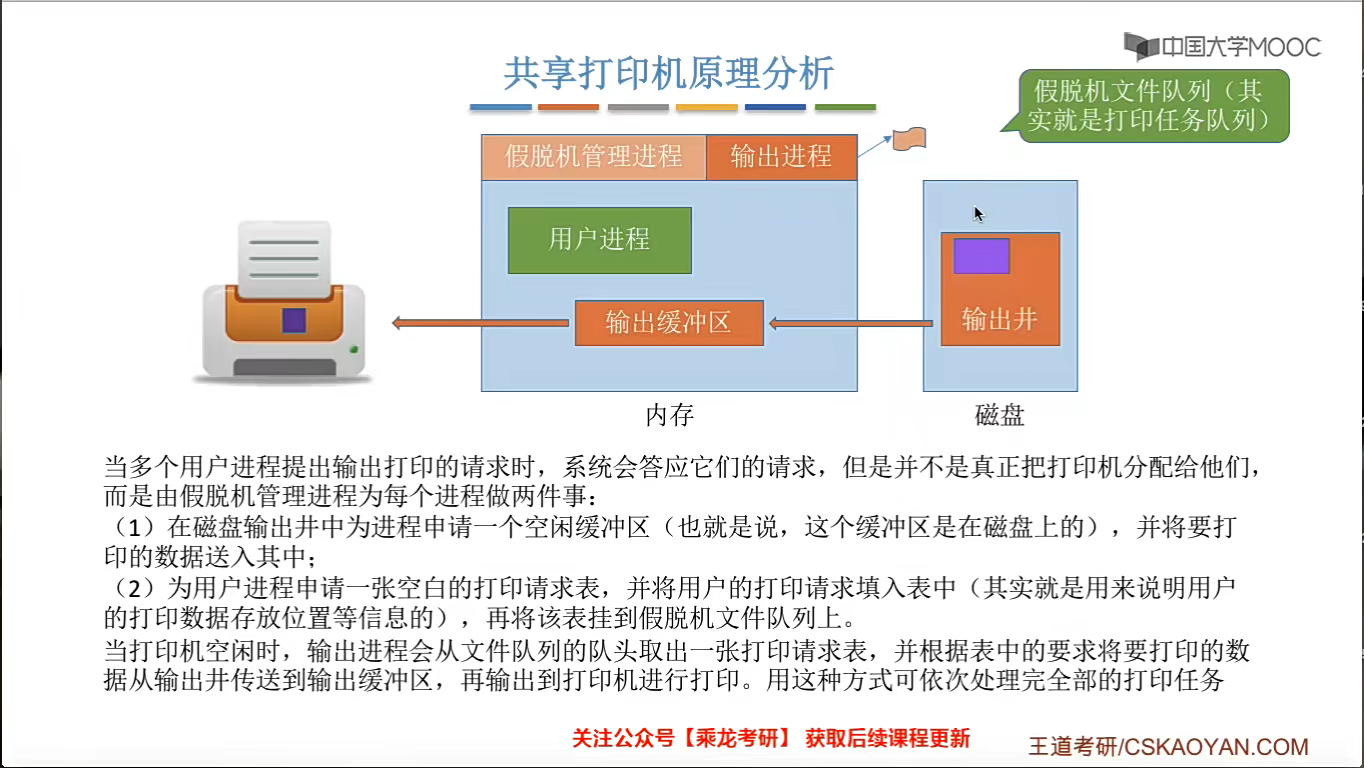 中国大学MOOC
共享打印机原理分析
假脱机文件队列（其
实就是打印任务队列）
假脱机管理进程
输出进程
用户进程
输出缓冲区
输出井
内存
磁盘
当多个用户进程提出输出打印的请求时，系统会答应它们的请求，但是并不是真正把打印机分配给他们，
而是由假脱机管理进程为每个进程做两件事：
（1）在磁盘输出井中为进程申请一个空闲缓冲区（也就是说，这个缓冲区是在磁盘上的），并将要打
印的数据送入其中；
（2）为用户进程申请一张空白的打印请求表，并将用户的打印请求填入表中（其实就是用来说明用户
的打印数据存放位置等信息的），再将该表挂到假脱机文件队列上。
当打印机空闲时，输出进程会从文件队列的队头取出一张打印请求表，并根据表中的要求将要打印的数
据从输出井传送到输出缓冲区，再输出到打印机进行打印。用这种方式可依次处理完全部的打印任务
关注公众号【乘龙考研】 获取后续课程更新
王道考研/CSKAOYAN.COM